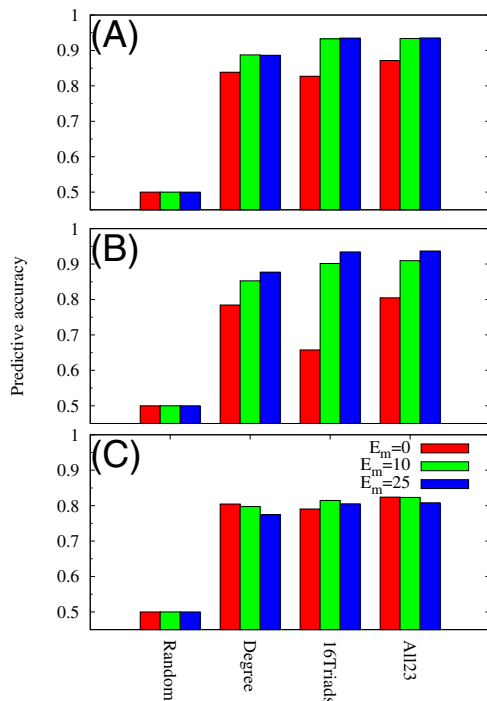 (A)
1
0.9
0.8
0.7
0.6
0.5
(B)
1
0.9
0.8
0.7
0.6
0.5
Predictive accuracy
(C)
1
0.9
0.8
0.7
0.6
0.5
E_m=0
E_m=10
E_m=25
Random
Degree
16Triads
All23